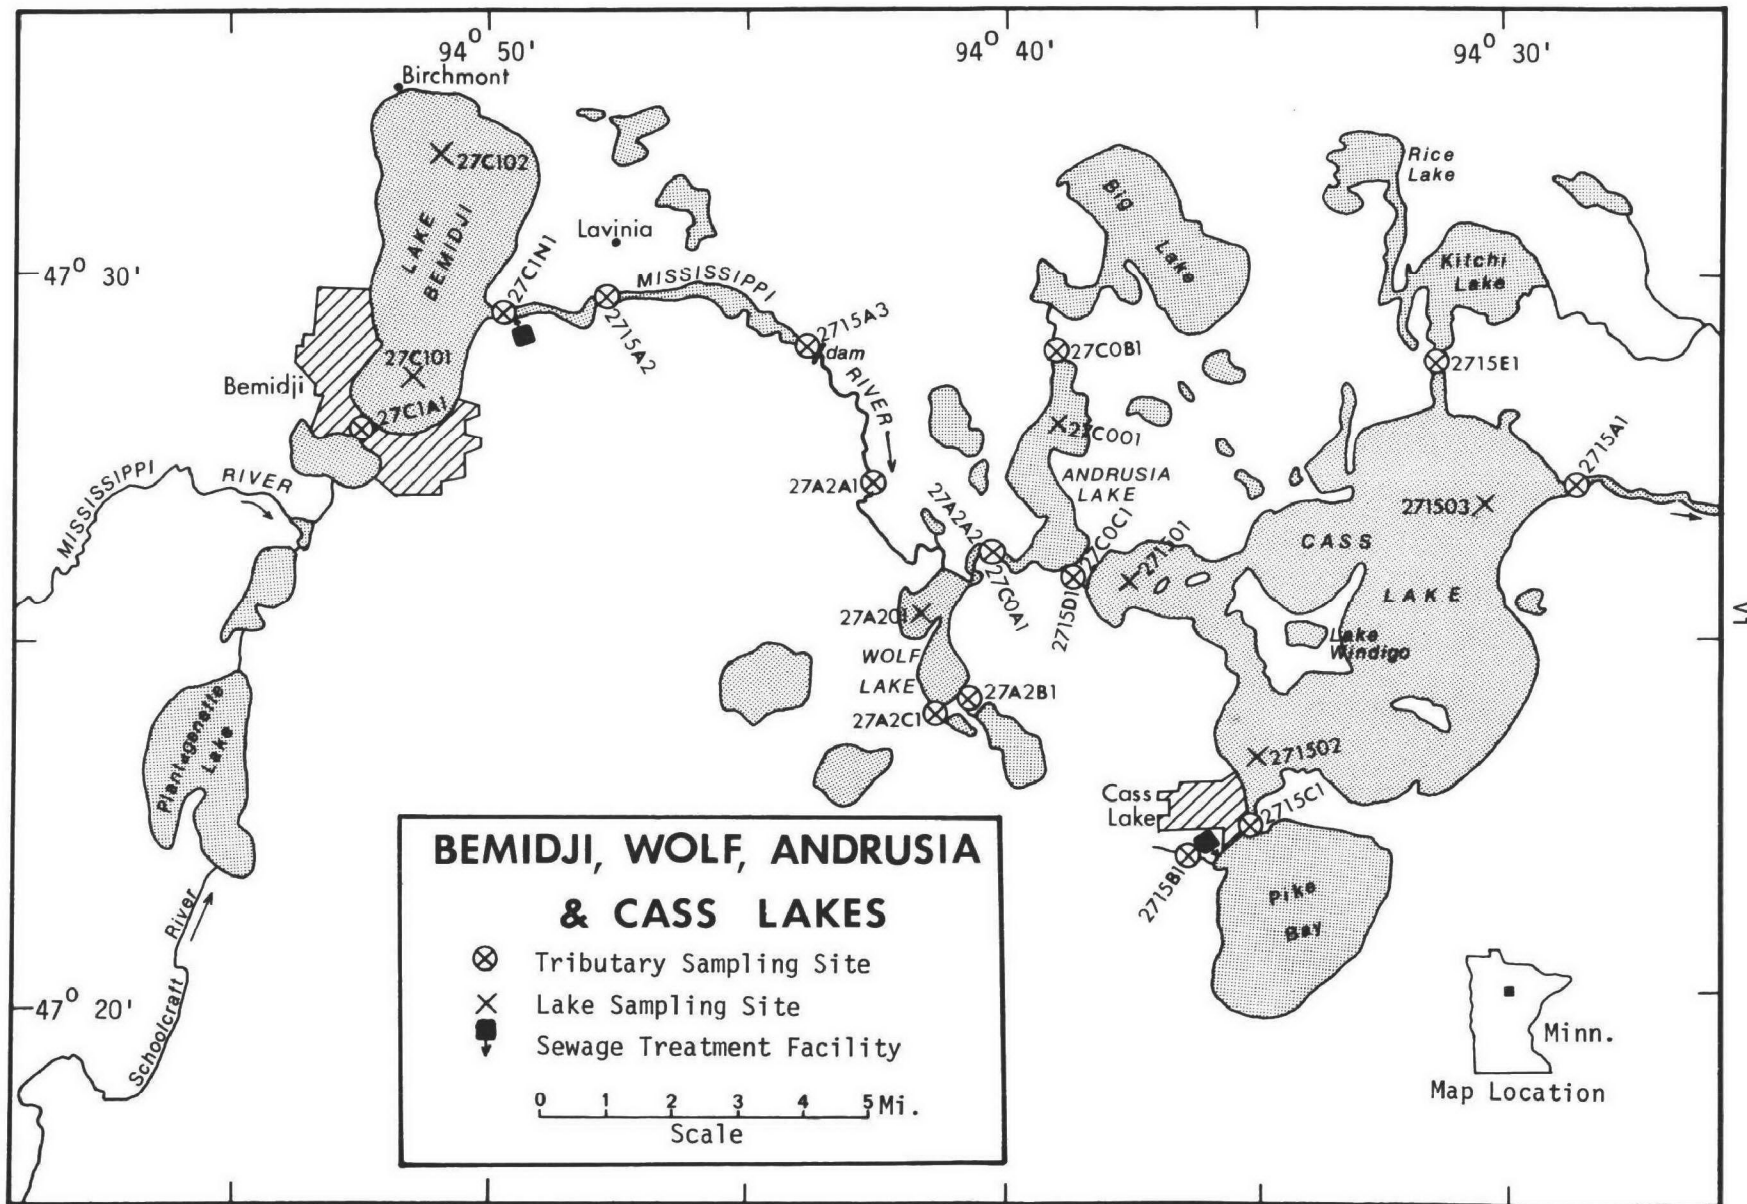 94° 50'
94° 40'
94° 30'
Birchmont
27C102
LAKE
BEMIDJI
Lavinia
Big
Lake
Rice
Lake
Kitchi
Lake
47° 30'
27C1N1
MISSISSIPPI
2715A2
2715A3
dam
RIVER
27C0B1
2715E1
27C101
Bemidji
27C1A1
27C001
ANDRUSIA
LAKE
2715A1
MISSISSIPPI
RIVER
27A2A1
27A2A2
27C0A1
27C0C1
2715D1
271501
271503
CASS
LAKE
27A201
WOLF
LAKE
Lake
Windigo
27A2B1
27A2C1
Plantagenette
Lake
271502
Cass
Lake
2715C1
2715B1
Pike
Bay
Schoolcraft River
47° 20'
BEMIDJI, WOLF, ANDRUSIA
& CASS LAKES
Tributary Sampling Site
Lake Sampling Site
Sewage Treatment Facility
0 1 2 3 4 5 Mi.
Scale
Minn.
Map Location